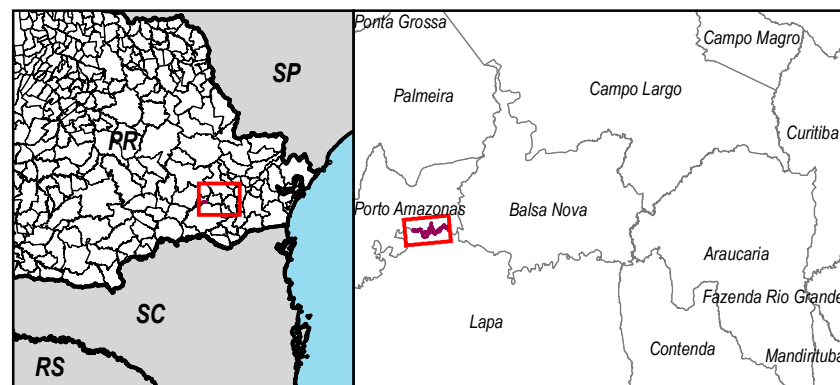 SP
PR
SC
RS
Ponta Grossa
Campo Magro
Palmeira
Campo Largo
Curitiba
Porto Amazonas
Balsa Nova
Araucaria
Fazenda Rio Grande
Lapa
Contenda
Mandirituba